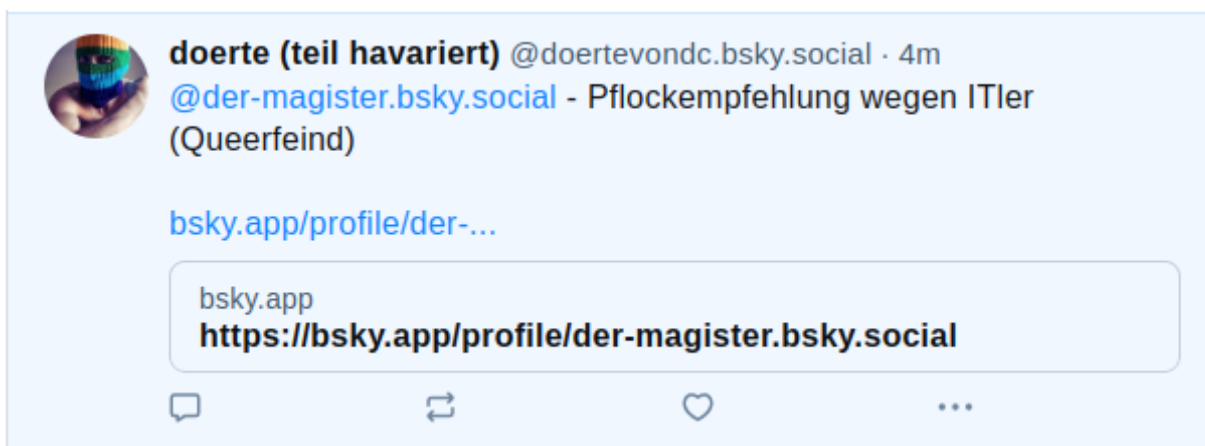 doerte (teil havariert) @doertevondc.bsky.social · 4m
@der-magister.bsky.social - Pflockempfehlung wegen ITler
(Queerfeind)
bsky.app/profile/der-...
bsky.app
https://bsky.app/profile/der-magister.bsky.social